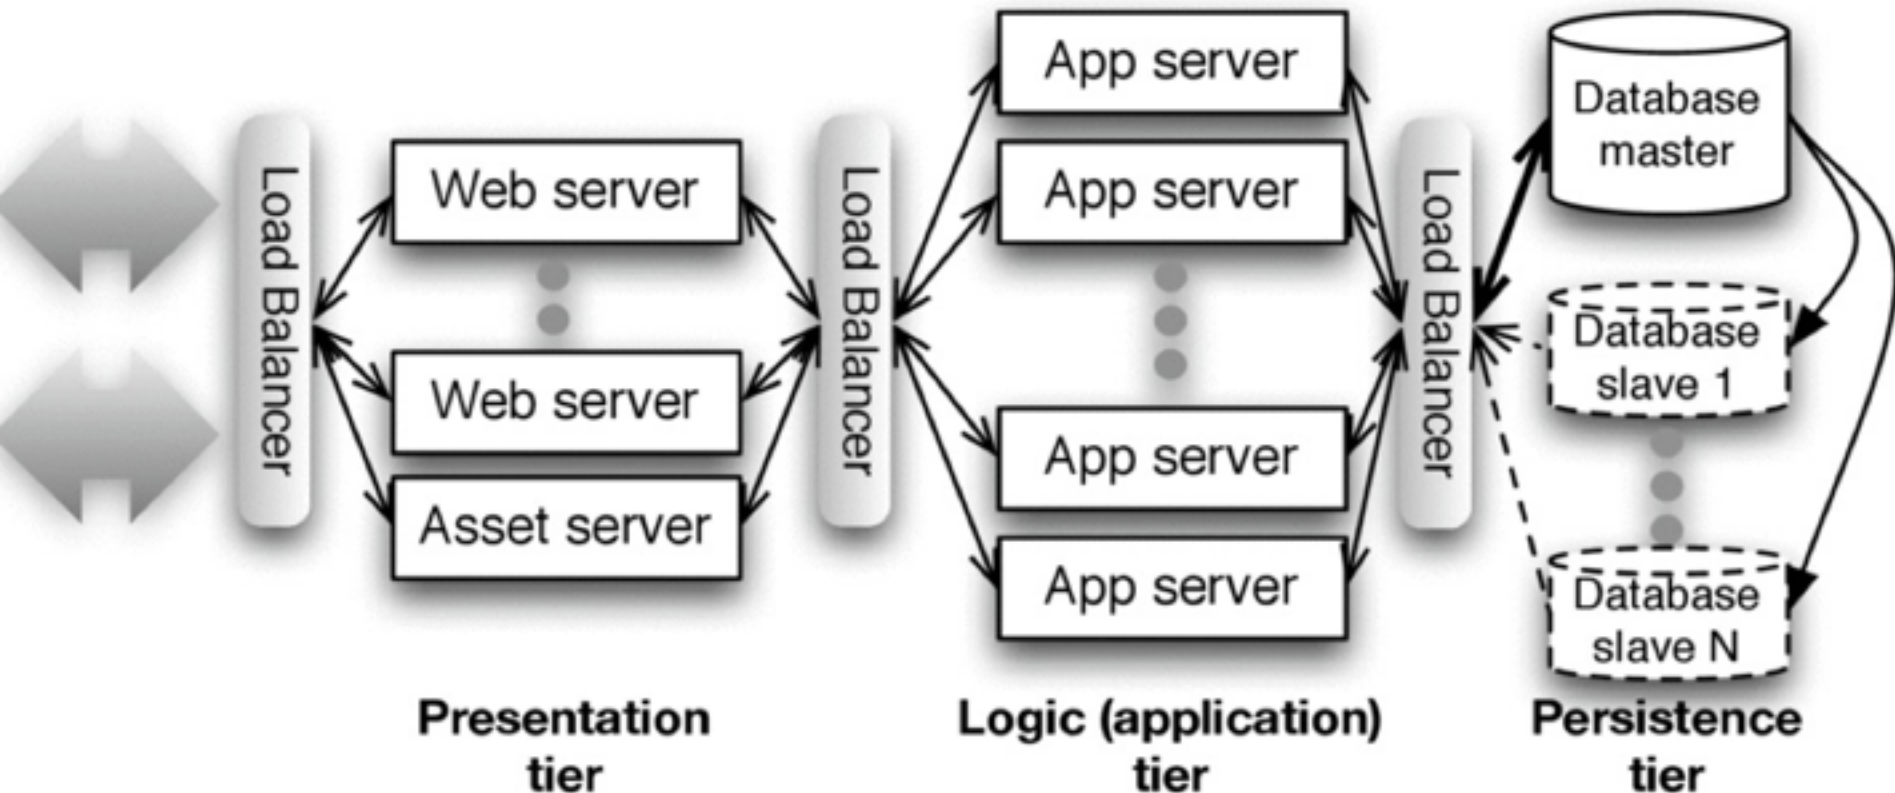 Load Balancer
Web server
Web server
Asset server
Presentation
tier
Load Balancer
App server
App server
App server
App server
Logic (application)
tier
Load Balancer
Database
master
Database
slave 1
Database
slave N
Persistence
tier